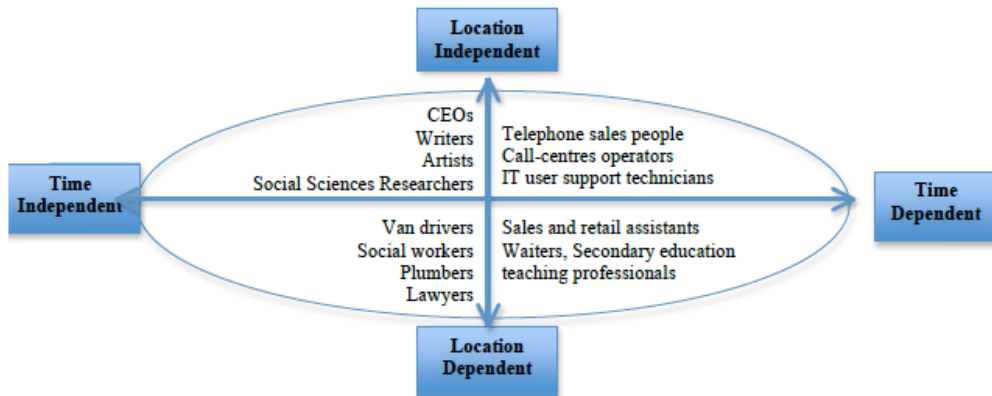 Location
Independent
CEOs
Writers
Artists
Social Sciences Researchers
Telephone sales people
Call-centres operators
IT user support technicians
Time
Independent
Time
Dependent
Van drivers
Social workers
Plumbers
Lawyers
Sales and retail assistants
Waiters, Secondary education
teaching professionals
Location
Dependent